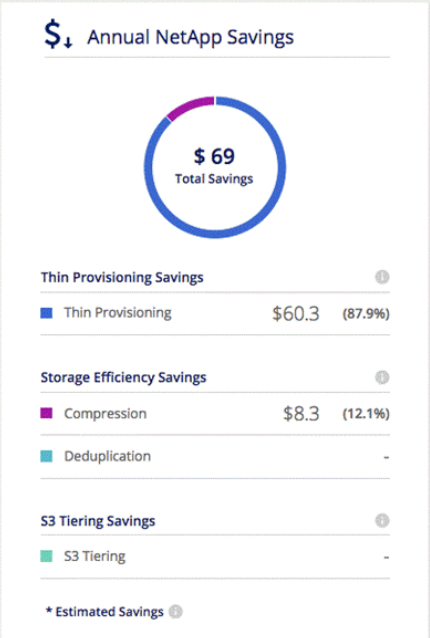 $ Annual NetApp Savings
$ 69
Total Savings
Thin Provisioning Savings i
Thin Provisioning $60.3 (87.9%)
Storage Efficiency Savings i
Compression $8.3 (12.1%)
Deduplication -
S3 Tiering Savings i
S3 Tiering -
* Estimated Savings i